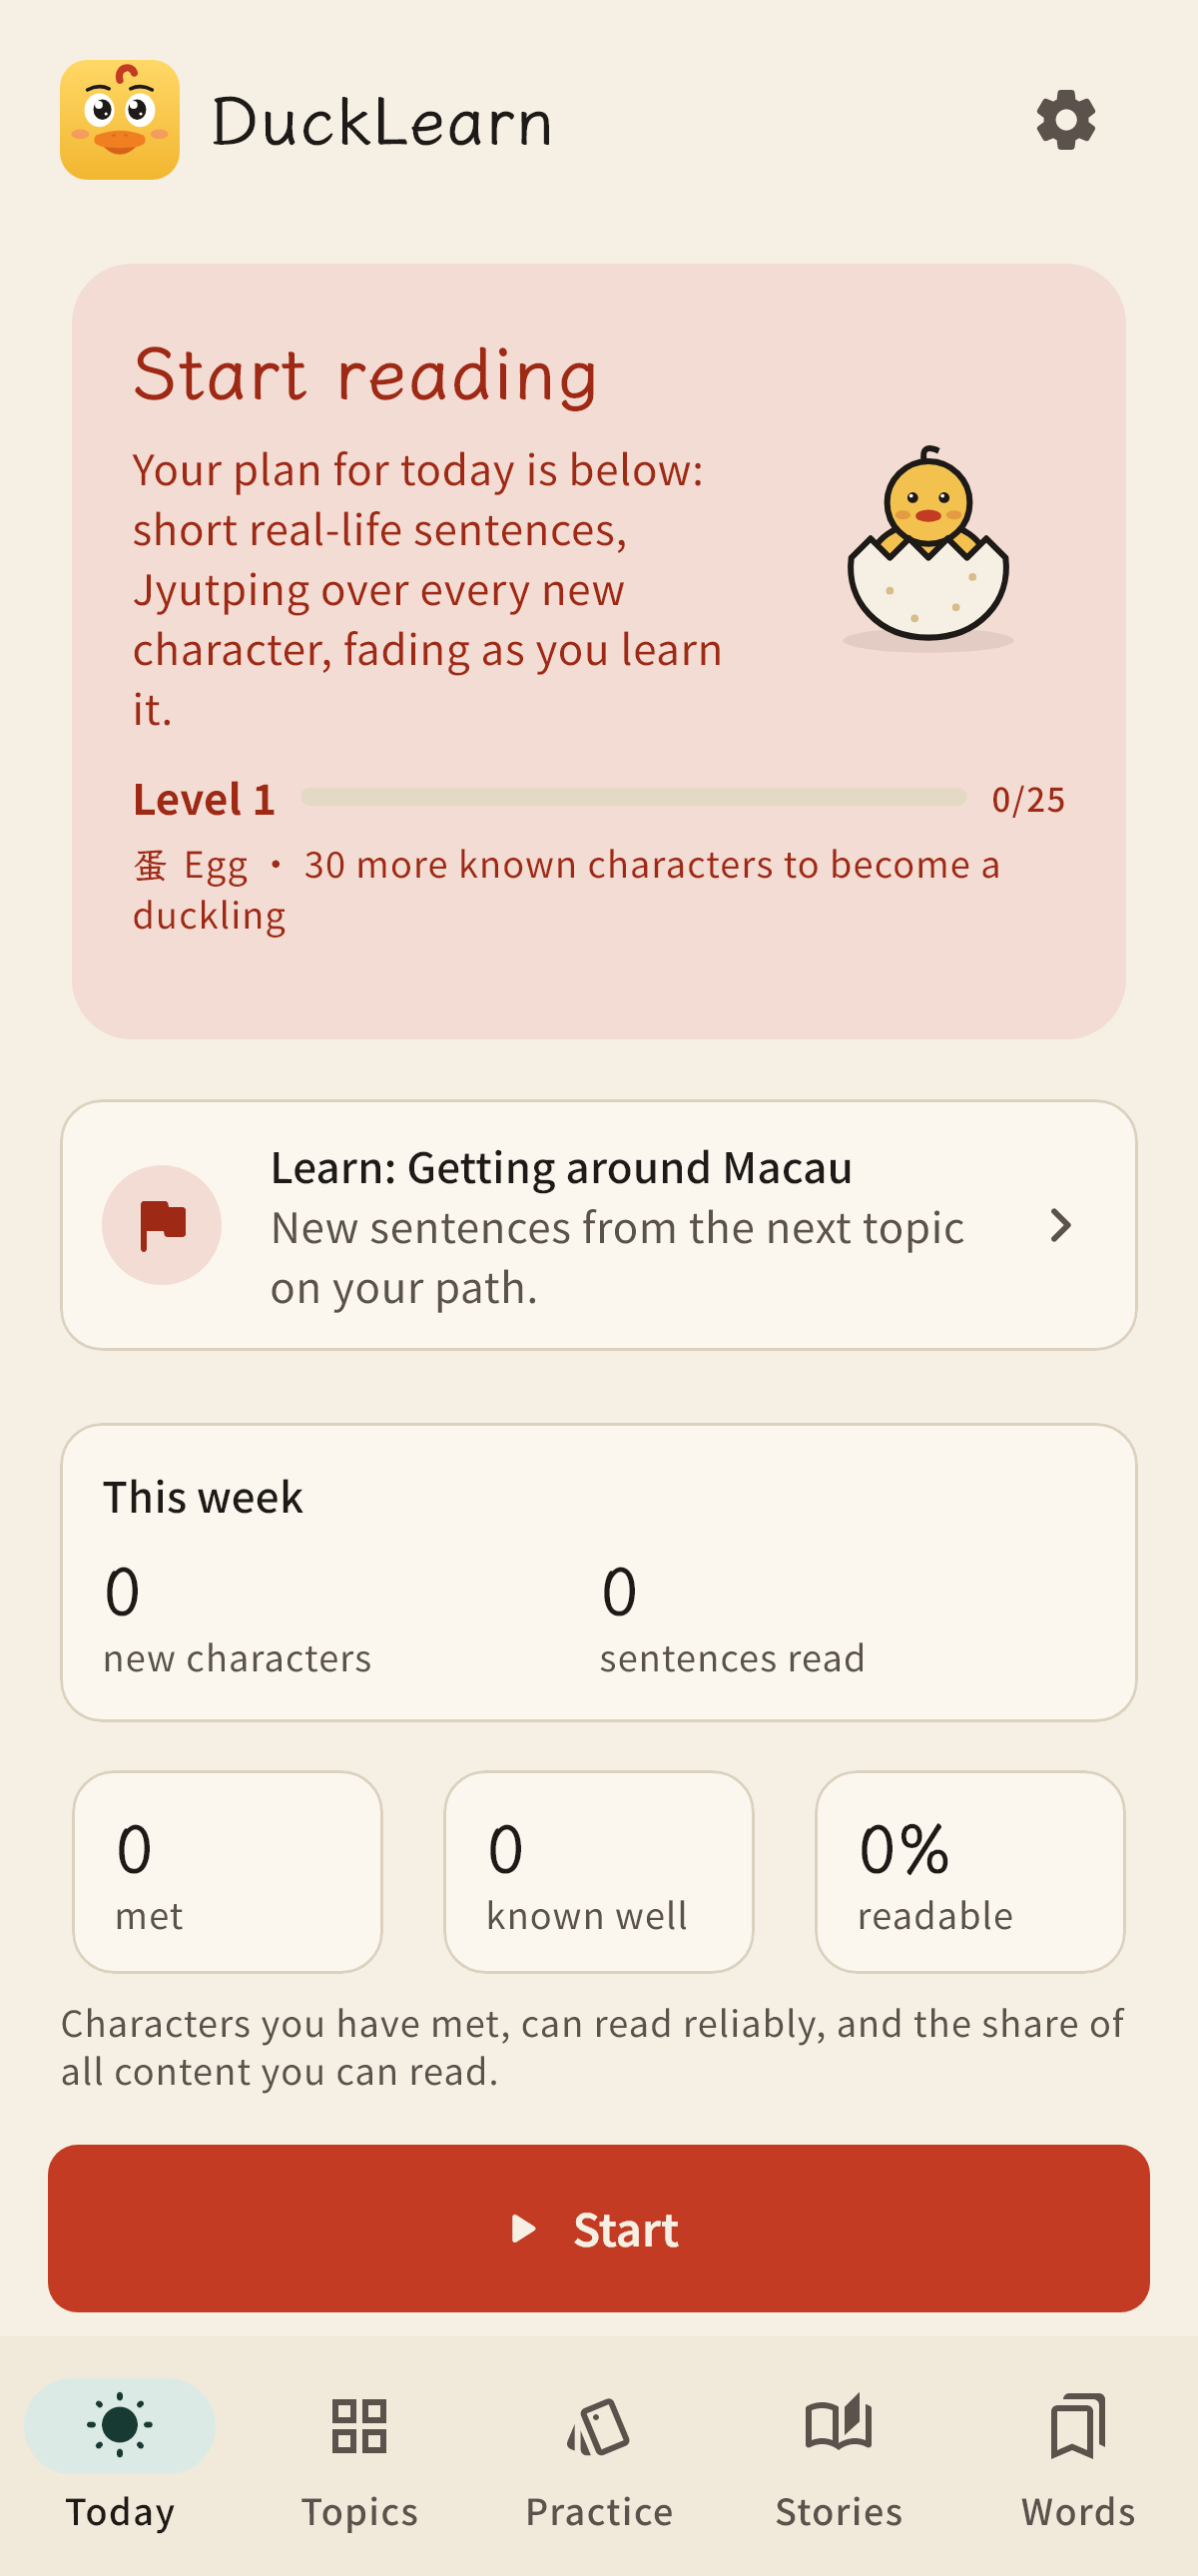 DuckLearn
Start reading
Your plan for today is below:
short real-life sentences,
Jyutping over every new
character, fading as you learn
it.
Level 1
0/25
蛋 Egg · 30 more known characters to become a
duckling
Learn: Getting around Macau
New sentences from the next topic
on your path.
This week
0
new characters
0
sentences read
0
met
0
known well
0%
readable
Characters you have met, can read reliably, and the share of
all content you can read.
Start
Today
Topics
Practice
Stories
Words